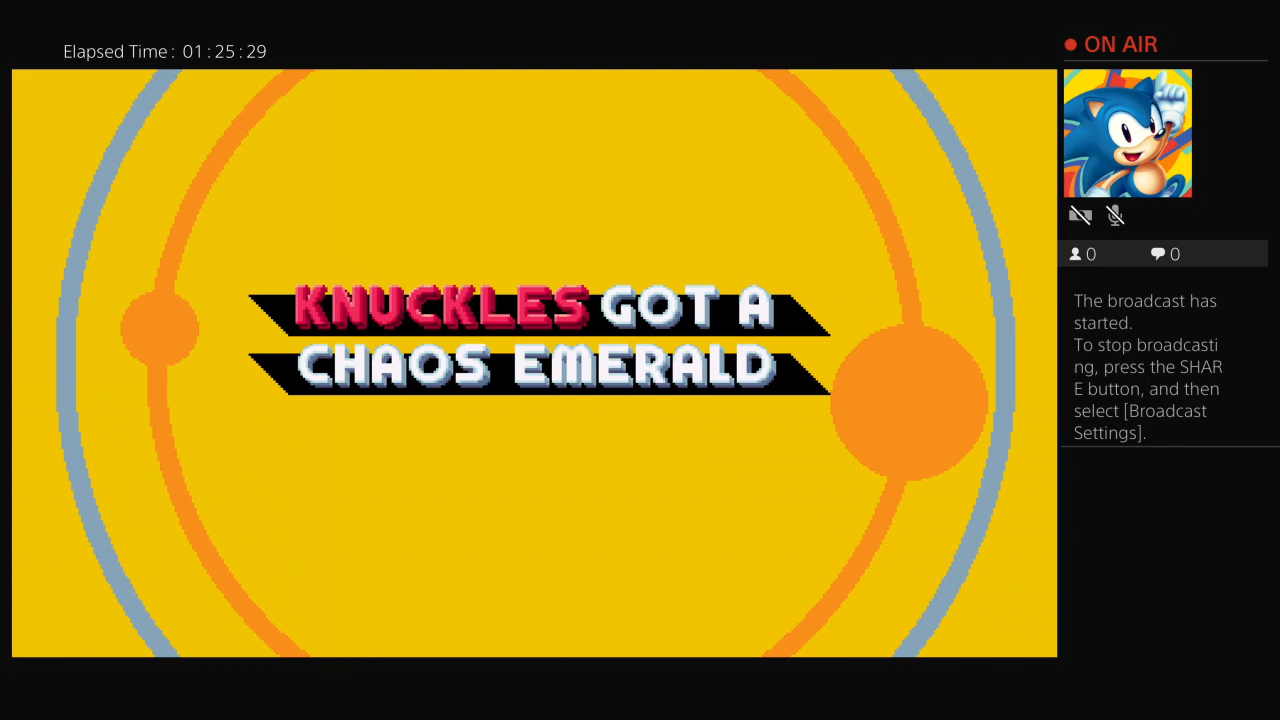 Elapsed Time: 01:25:29
ON AIR
KNUCKLES GOT A
CHAOS EMERALD
0 0
The broadcast has
started.
To stop broadcasti
ng, press the SHAR
E button, and then
select [Broadcast
Settings].